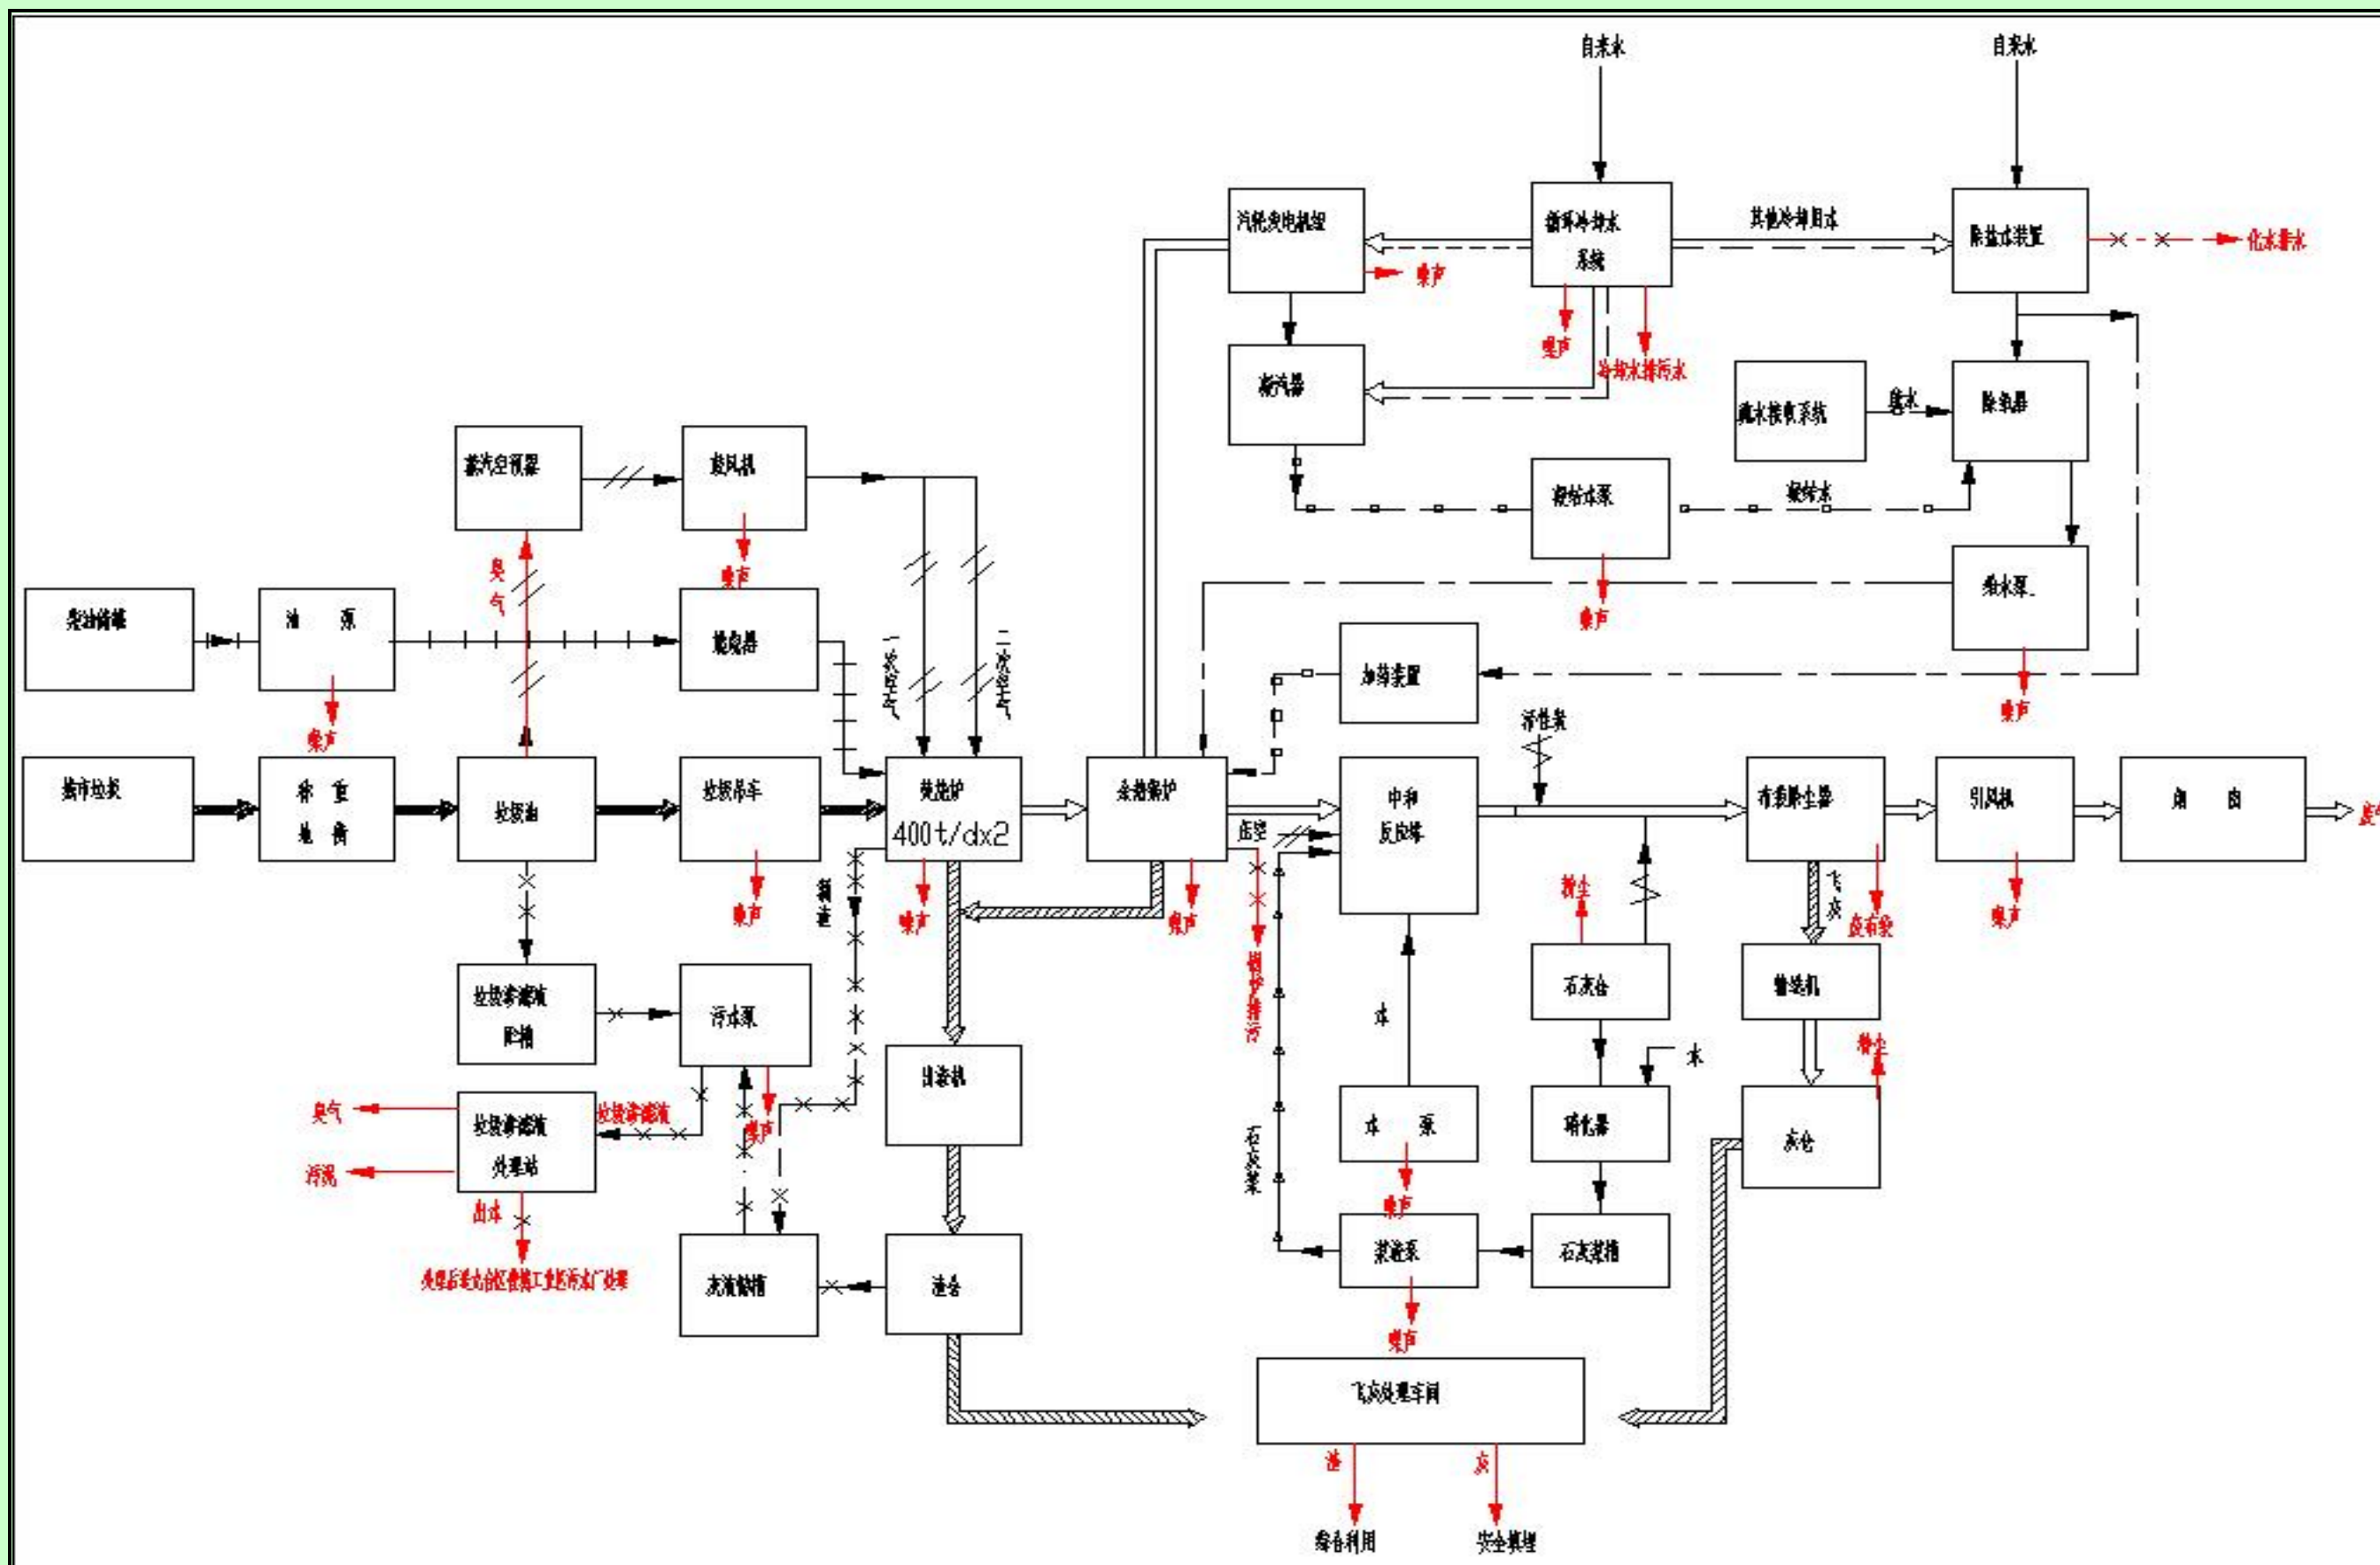 自来水
自来水
汽轮发电机组
循环冷却水
系统
其他冷却用水
除盐水装置
化水排水
噪声
噪声
冷却水排污水
凝汽器
疏水接收系统
疏水
除氧器
蒸汽空预器
鼓风机
凝结水泵
凝结水
臭
气
噪声
噪声
给水泵
柴油储罐
油 泵
燃烧器
一次空气
二次空气
加药装置
噪声
噪声
活性炭
城市垃圾
称 重
地 衡
垃圾池
垃圾吊车
焚烧炉
400t/dx2
余热锅炉
压空
中和
反应塔
布袋除尘器
引风机
烟 囱
废气
噪声
噪声
噪声
锅炉排污
粉尘
飞灰
废布袋
噪声
垃圾渗滤液
贮槽
污水泵
出渣机
水
石灰仓
输送机
水
粉尘
臭气
垃圾渗滤液
噪声
垃圾渗滤液
处理站
污泥
出水
石灰浆
水 泵
消化器
灰仓
噪声
灰渣储槽
渣仓
浆渣泵
石灰浆槽
噪声
飞灰处理车间
渣
灰
综合利用
安全填埋